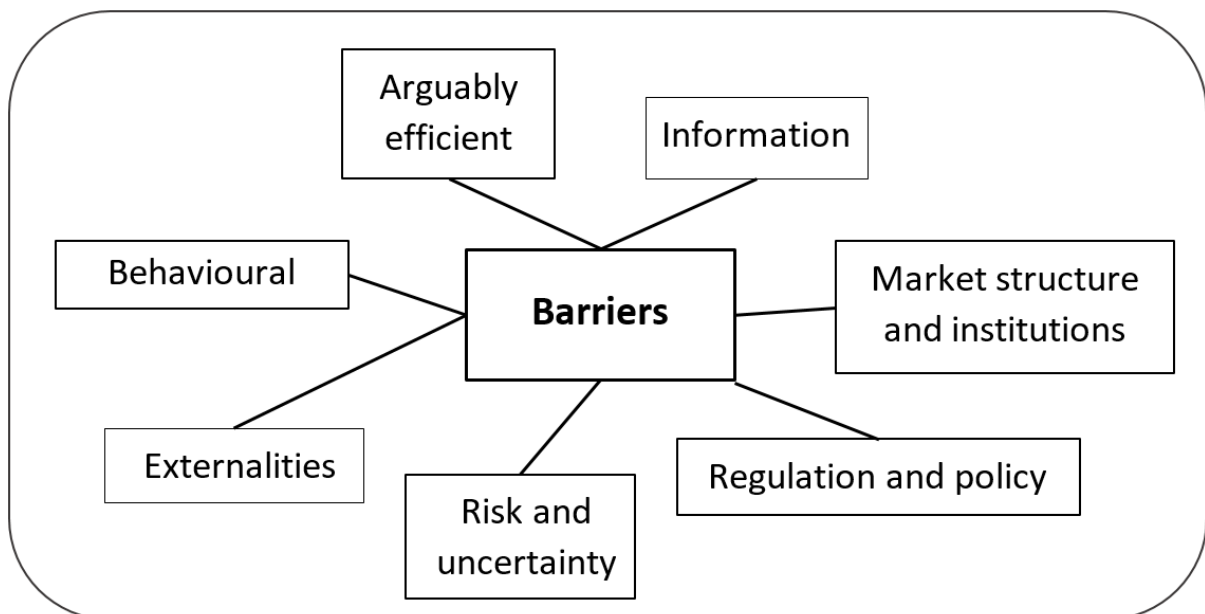 Arguably
efficient
Information
Behavioural
Barriers
Market structure
and institutions
Externalities
Risk and
uncertainty
Regulation and policy